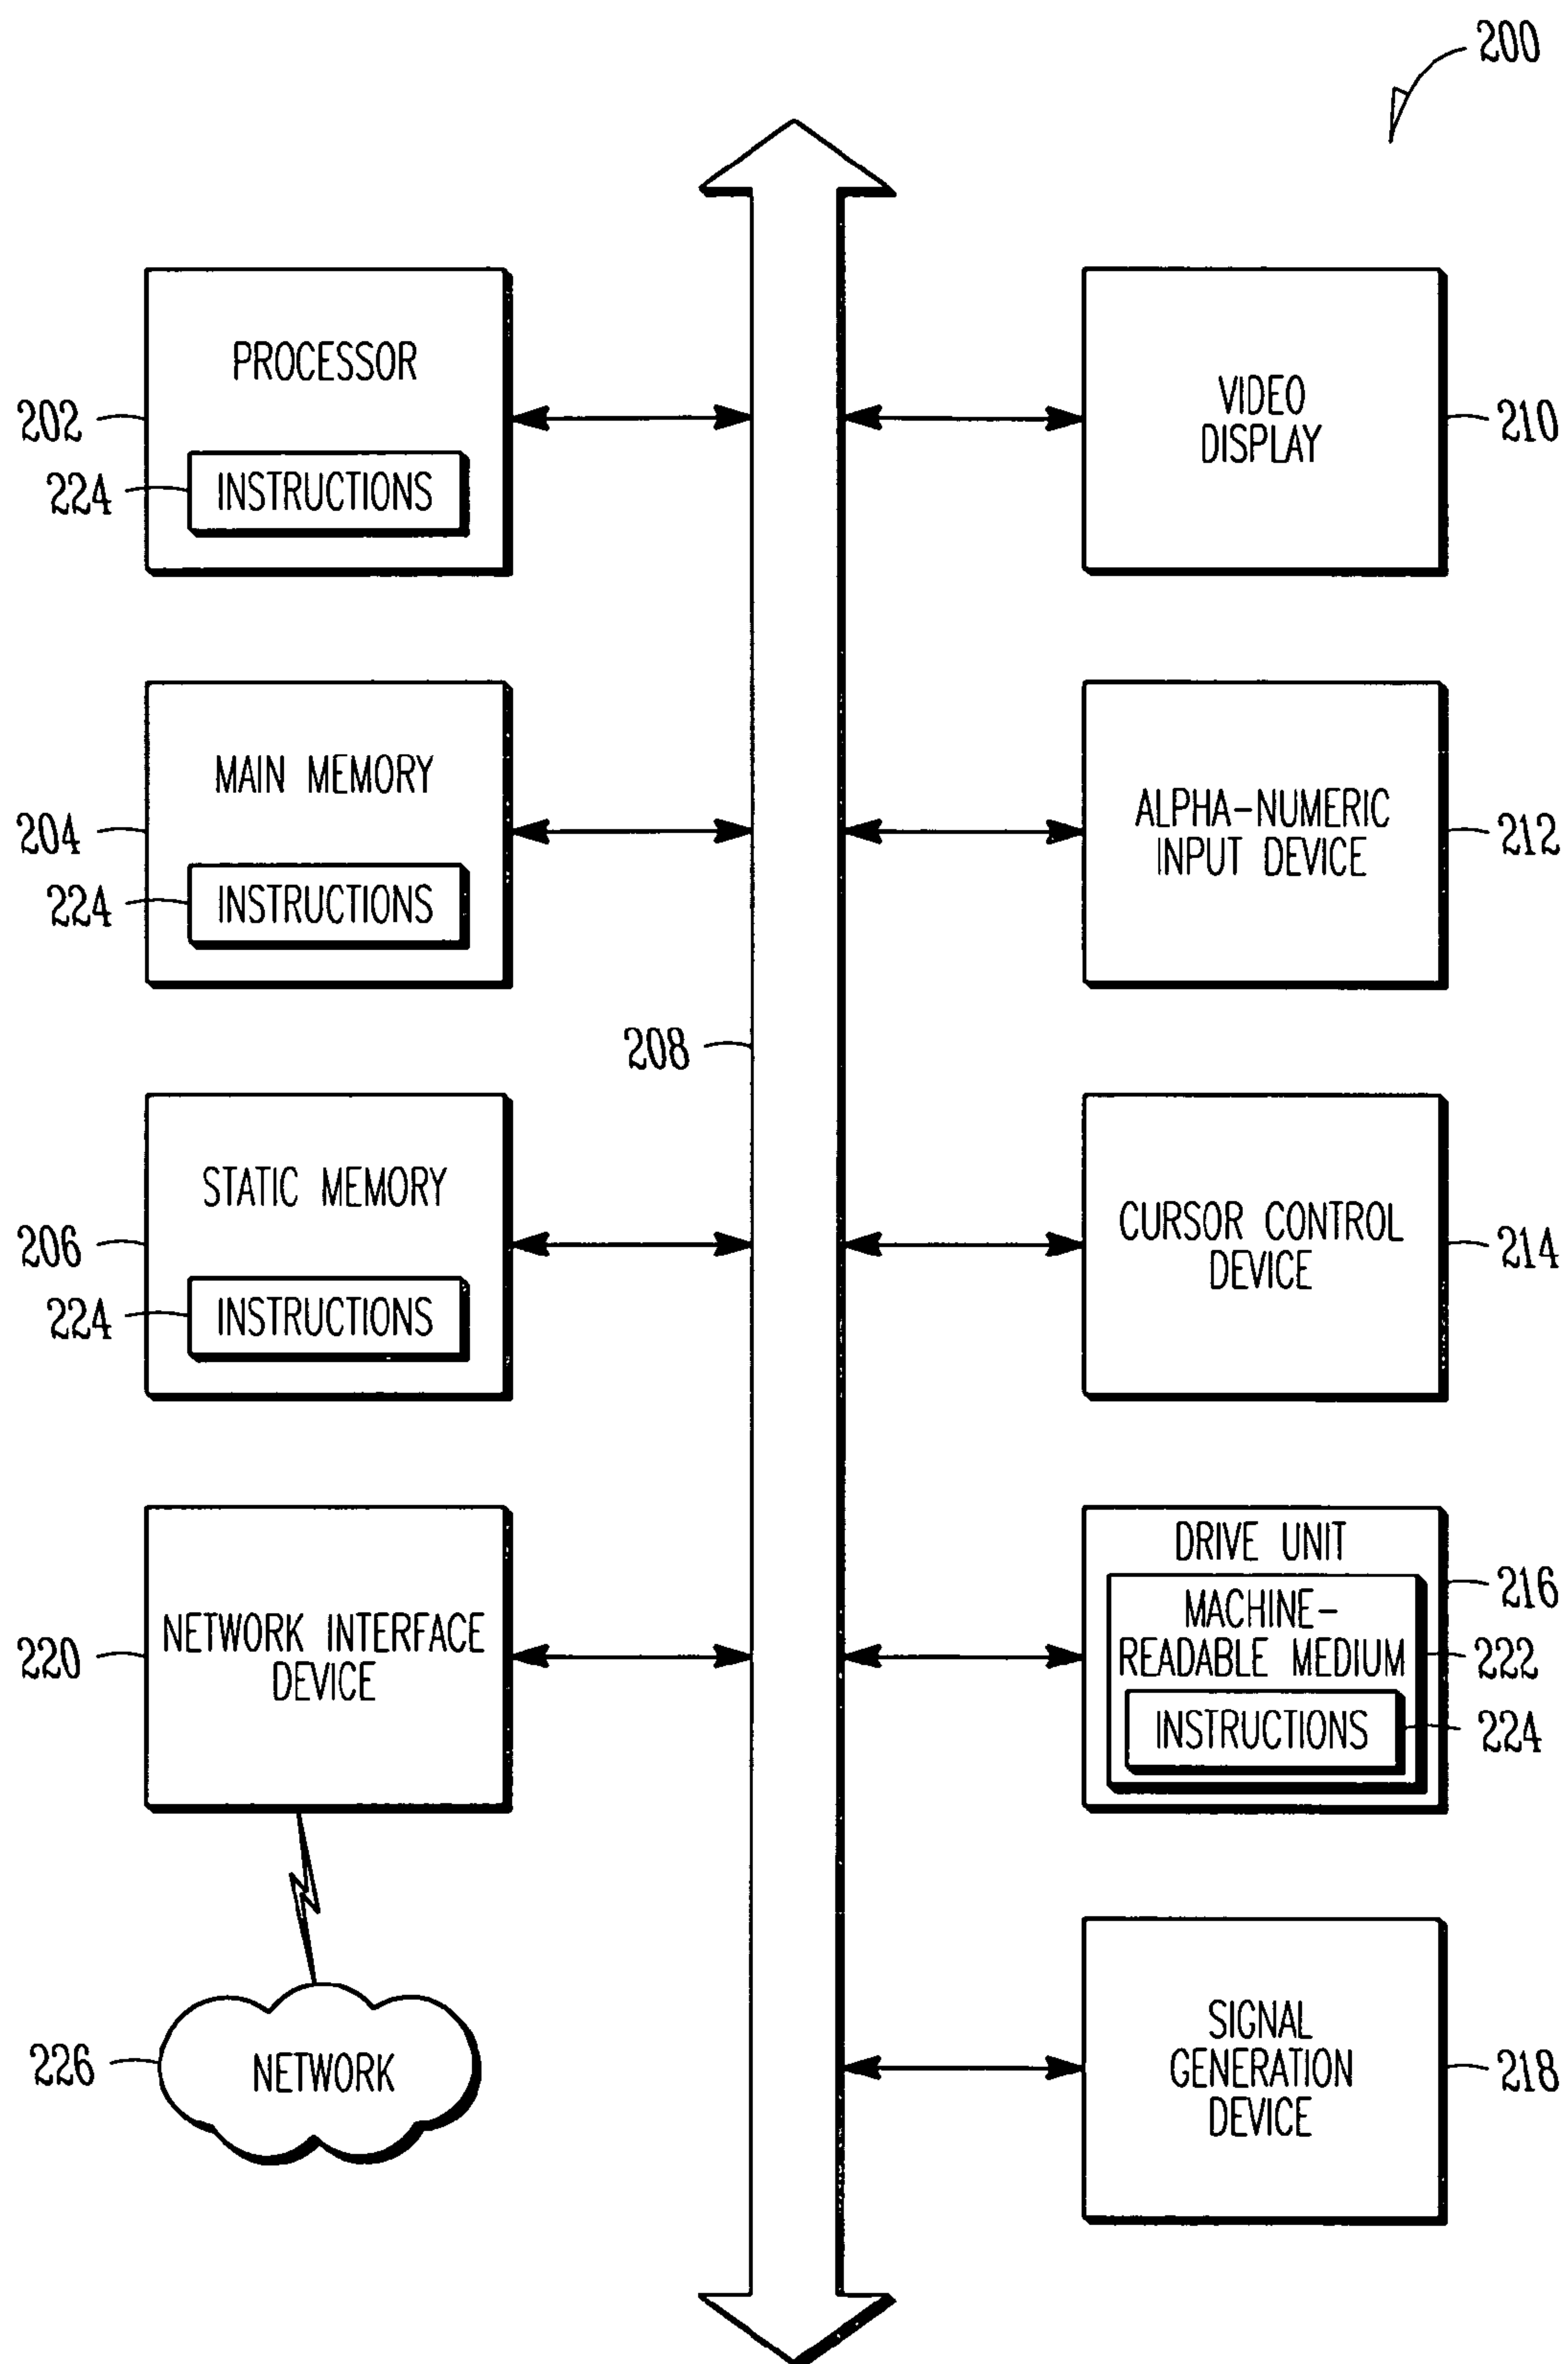 200
PROCESSOR
202
224
INSTRUCTIONS
VIDEO
DISPLAY
210
MAIN MEMORY
204
224
INSTRUCTIONS
ALPHA-NUMERIC
INPUT DEVICE
212
208
STATIC MEMORY
206
224
INSTRUCTIONS
CURSOR CONTROL
DEVICE
214
NETWORK INTERFACE
DEVICE
220
DRIVE UNIT
216
MACHINE-
READABLE MEDIUM
222
INSTRUCTIONS
224
226
NETWORK
SIGNAL
GENERATION
DEVICE
218